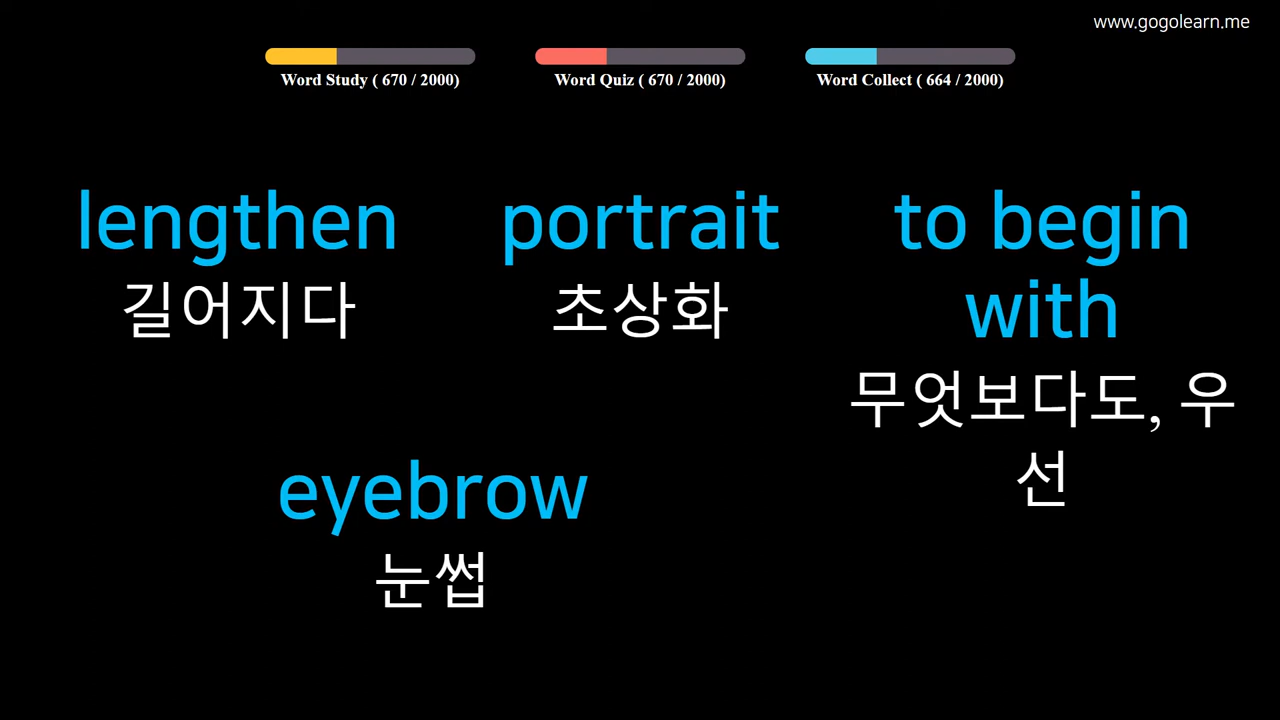 www.gogolearn.me
Word Study ( 670 / 2000)
Word Quiz ( 670 / 2000)
Word Collect ( 664 / 2000)
lengthen
길어지다
portrait
초상화
to begin
with
무엇보다도, 우
선
eyebrow
눈썹